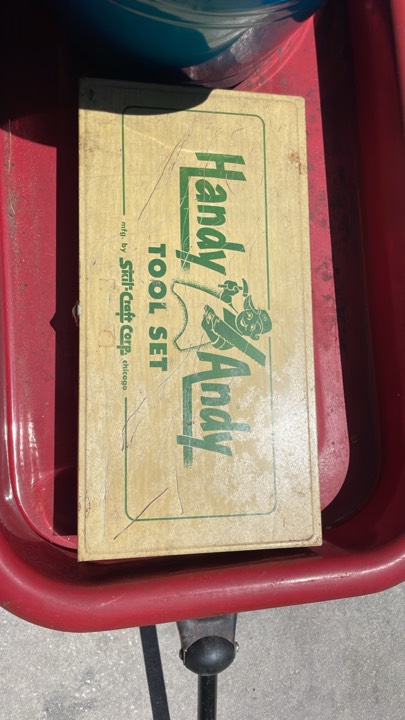 Handy Andy
TOOL SET
mfg. by Skil-Craft Corp. chicago